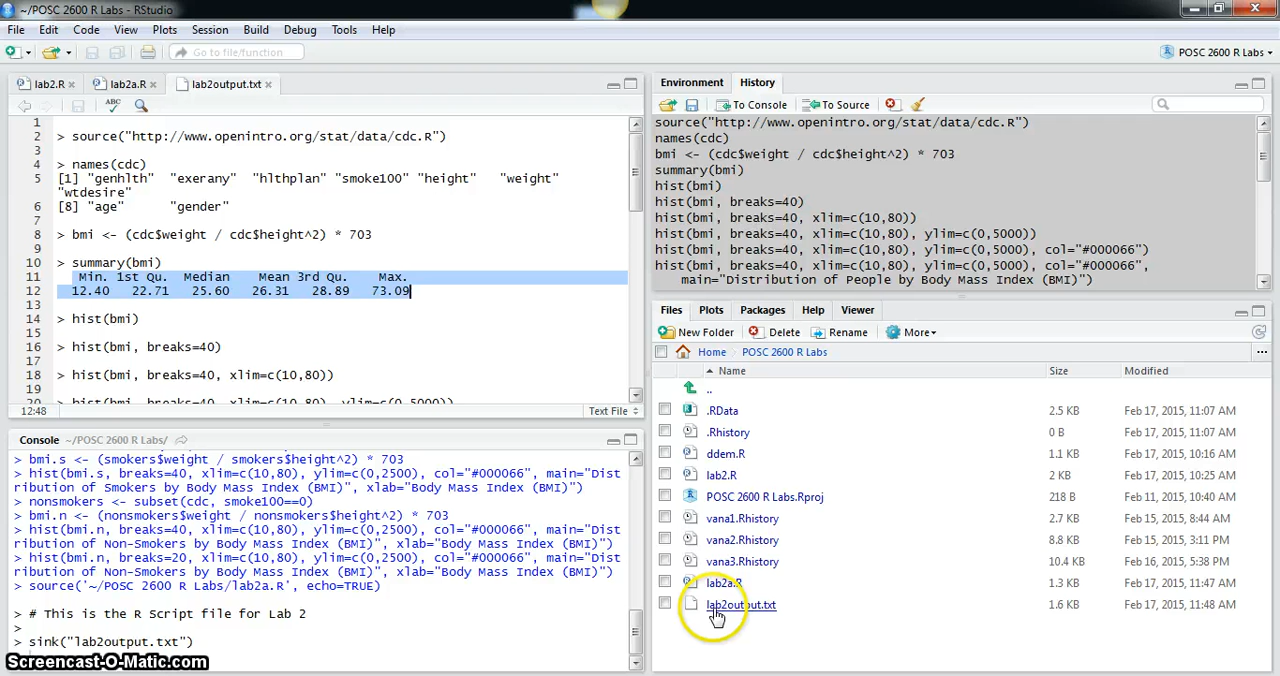 ~/POSC 2600 R Labs - RStudio
File Edit Code View Plots Session Build Debug Tools Help
Go to file/function
POSC 2600 R Labs
lab2.R
lab2a.R
lab2output.txt
1
2 > source("http://www.openintro.org/stat/data/cdc.R")
3
4 > names(cdc)
5 [1] "genhlth" "exerany" "hlthplan" "smoke100" "height" "weight"
"wtdesire"
6 [8] "age" "gender"
7
8 > bmi <- (cdc$weight / cdc$height^2) * 703
9
10 > summary(bmi)
11 Min. 1st Qu. Median Mean 3rd Qu. Max.
12 12.40 22.71 25.60 26.31 28.89 73.09
13
14 > hist(bmi)
15
16 > hist(bmi, breaks=40)
17
18 > hist(bmi, breaks=40, xlim=c(10,80))
19
20 > hist(bmi, breaks=40, xlim=c(10,80), ylim=c(0,5000))
12:48
Text File
Console ~/POSC 2600 R Labs/
> bmi.s <- (smokers$weight / smokers$height^2) * 703
> hist(bmi.s, breaks=40, xlim=c(10,80), ylim=c(0,2500), col="#000066", main="Dist
ribution of Smokers by Body Mass Index (BMI)", xlab="Body Mass Index (BMI)")
> nonsmokers <- subset(cdc, smoke100==0)
> bmi.n <- (nonsmokers$weight / nonsmokers$height^2) * 703
> hist(bmi.n, breaks=40, xlim=c(10,80), ylim=c(0,2500), col="#000066", main="Dist
ribution of Non-Smokers by Body Mass Index (BMI)", xlab="Body Mass Index (BMI)")
> hist(bmi.n, breaks=20, xlim=c(10,80), ylim=c(0,2500), col="#000066", main="Dist
ribution of Non-Smokers by Body Mass Index (BMI)", xlab="Body Mass Index (BMI)")
> source('~/POSC 2600 R Labs/lab2a.R', echo=TRUE)
> # This is the R Script file for Lab 2
>
> sink("lab2output.txt")
Screencast-O-Matic.com
Environment History
To Console To Source
source("http://www.openintro.org/stat/data/cdc.R")
names(cdc)
bmi <- (cdc$weight / cdc$height^2) * 703
summary(bmi)
hist(bmi)
hist(bmi, breaks=40)
hist(bmi, breaks=40, xlim=c(10,80))
hist(bmi, breaks=40, xlim=c(10,80), ylim=c(0,5000))
hist(bmi, breaks=40, xlim=c(10,80), ylim=c(0,5000), col="#000066")
hist(bmi, breaks=40, xlim=c(10,80), ylim=c(0,5000), col="#000066",
main="Distribution of People by Body Mass Index (BMI)")
Files Plots Packages Help Viewer
New Folder Delete Rename More
Home POSC 2600 R Labs
Name Size Modified
..
.RData 2.5 KB Feb 17, 2015, 11:07 AM
.Rhistory 0 B Feb 17, 2015, 11:07 AM
ddem.R 1.1 KB Feb 17, 2015, 10:16 AM
lab2.R 2 KB Feb 17, 2015, 10:25 AM
POSC 2600 R Labs.Rproj 218 B Feb 11, 2015, 10:40 AM
vana1.Rhistory 2.7 KB Feb 15, 2015, 8:44 AM
vana2.Rhistory 8.8 KB Feb 15, 2015, 3:11 PM
vana3.Rhistory 10.4 KB Feb 16, 2015, 5:38 PM
lab2a.R 1.3 KB Feb 17, 2015, 11:47 AM
lab2output.txt 1.6 KB Feb 17, 2015, 11:48 AM